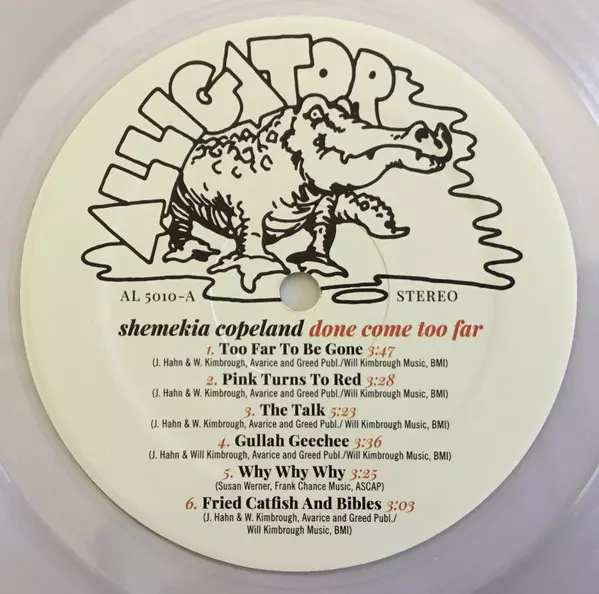 ALLIGATOR
AL 5010-A STEREO
shemekia copeland done come too far
1. Too Far To Be Gone 3:47
(J. Hahn & W. Kimbrough, Avarice and Greed Publ./Will Kimbrough Music, BMI)
2. Pink Turns To Red 3:28
(J. Hahn & W. Kimbrough, Avarice and Greed Publ./Will Kimbrough Music, BMI)
3. The Talk 5:23
(J. Hahn & W. Kimbrough, Avarice and Greed Publ./ Will Kimbrough Music, BMI)
4. Gullah Geechee 3:36
(J. Hahn & Will Kimbrough, Avarice and Greed Publ./Will Kimbrough Music, BMI)
5. Why Why Why 3:25
(Susan Werner, Frank Chance Music, ASCAP)
6. Fried Catfish And Bibles 3:03
(J. Hahn & W. Kimbrough, Avarice and Greed Publ./
Will Kimbrough Music, BMI)